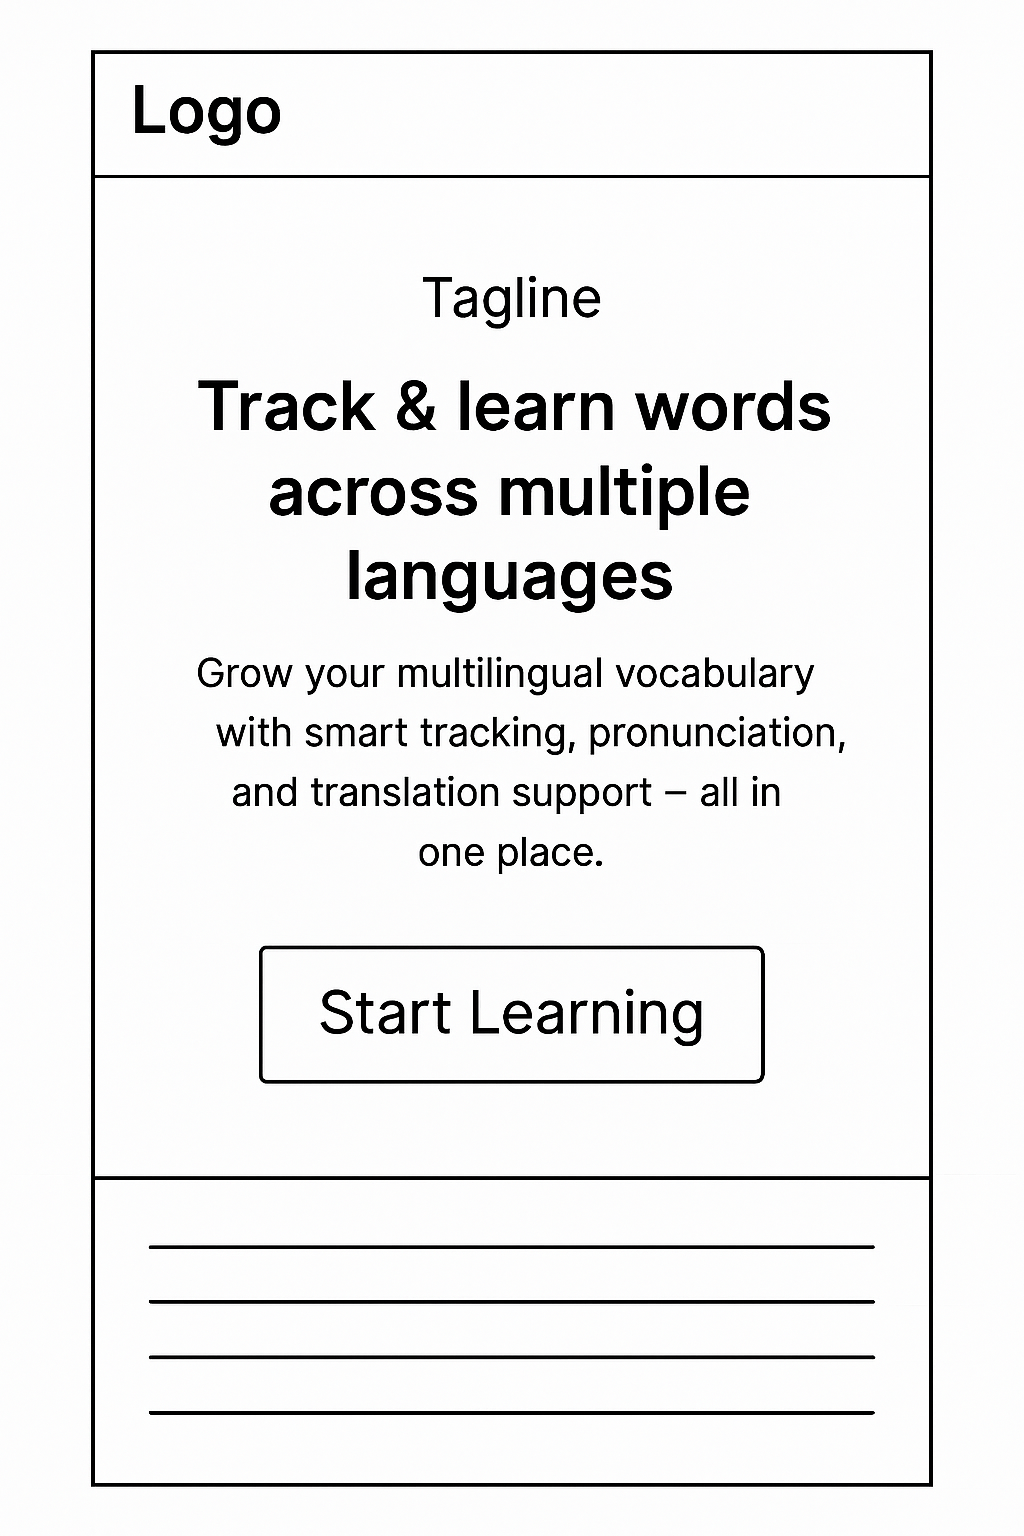 Logo
Tagline
Track & learn words
across multiple
languages
Grow your multilingual vocabulary
with smart tracking, pronunciation,
and translation support – all in
one place.
Start Learning